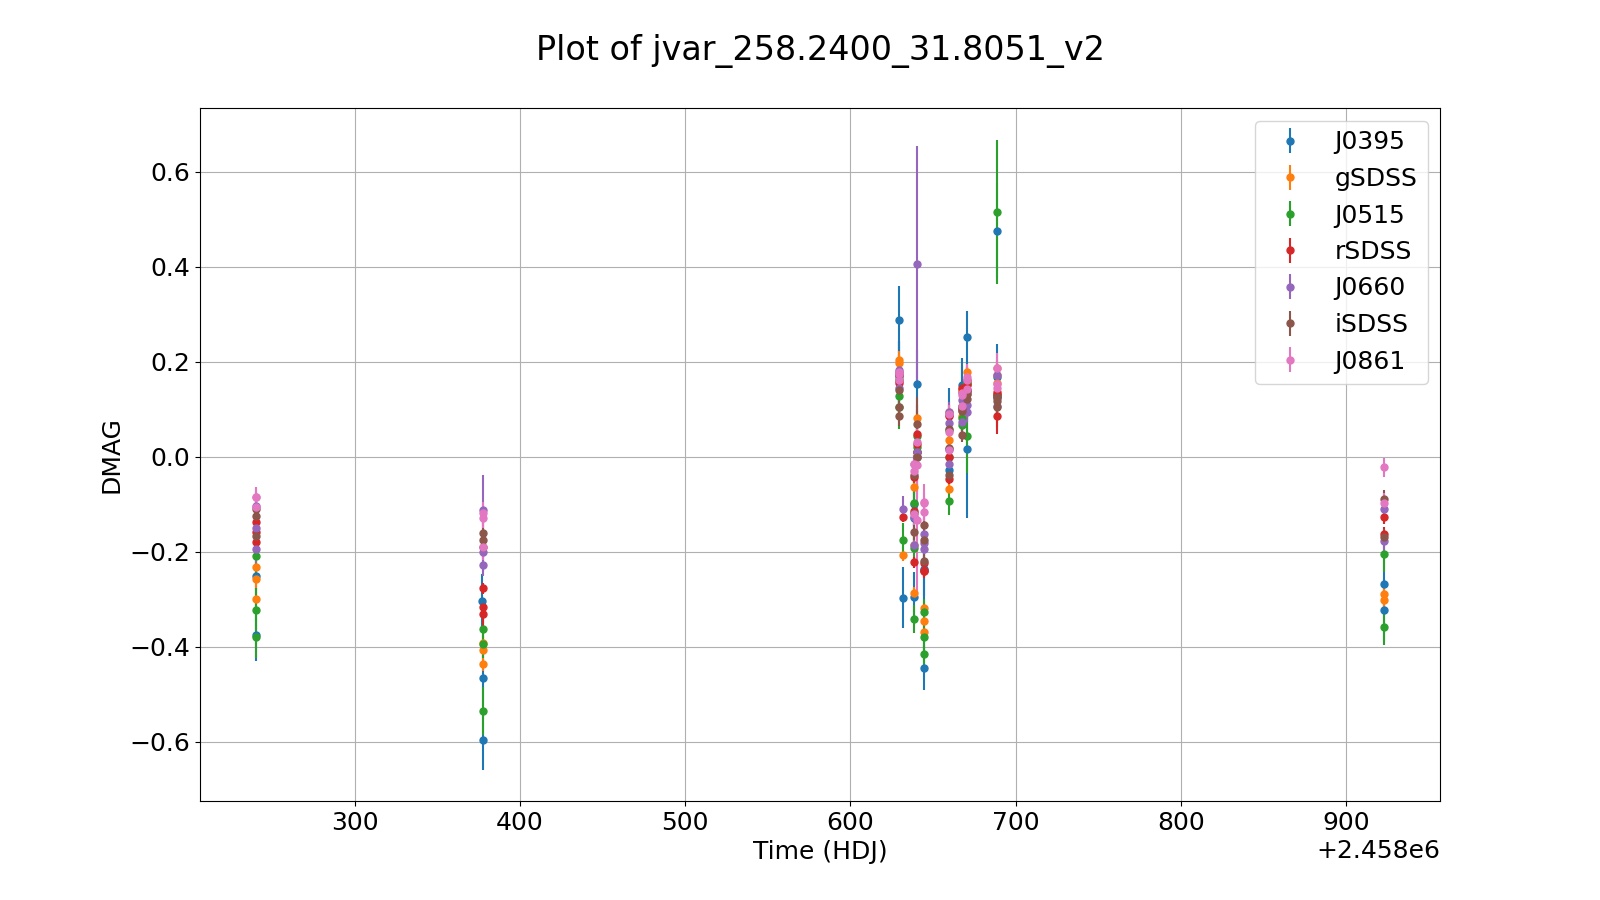 Plot of jvar_258.2400_31.8051_v2
J0395
gSDSS
J0515
rSDSS
J0660
iSDSS
J0861
0.6
0.4
0.2
0.0
−0.2
−0.4
−0.6
DMAG
300 400 500 600 700 800 900
Time (HDJ)
+2.458e6